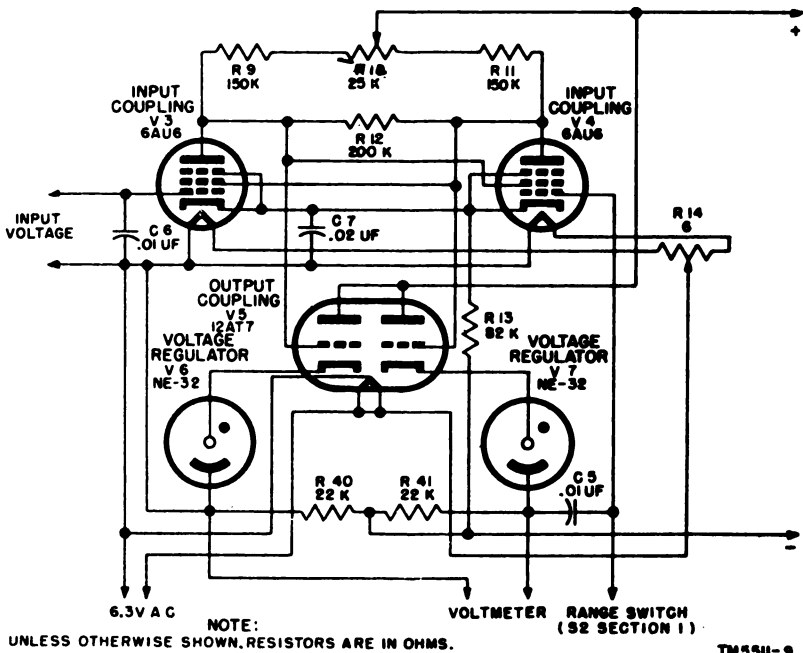 +
R 9
150K
R 10
25 K
R 11
150K
INPUT
COUPLING
V 3
6AU6
INPUT
COUPLING
V 4
6AU6
R 12
200 K
INPUT
VOLTAGE
C 6
.01 UF
C 7
.02 UF
R 14
6
OUTPUT
COUPLING
V 5
12AT7
R 13
82 K
VOLTAGE
REGULATOR
V 6
NE-32
VOLTAGE
REGULATOR
V 7
NE-32
R 40
22 K
R 41
22 K
C 5
.01 UF
-
6.3V A C
VOLTMETER
RANGE SWITCH
(S2 SECTION 1)
NOTE:
UNLESS OTHERWISE SHOWN, RESISTORS ARE IN OHMS.
TM5511-9